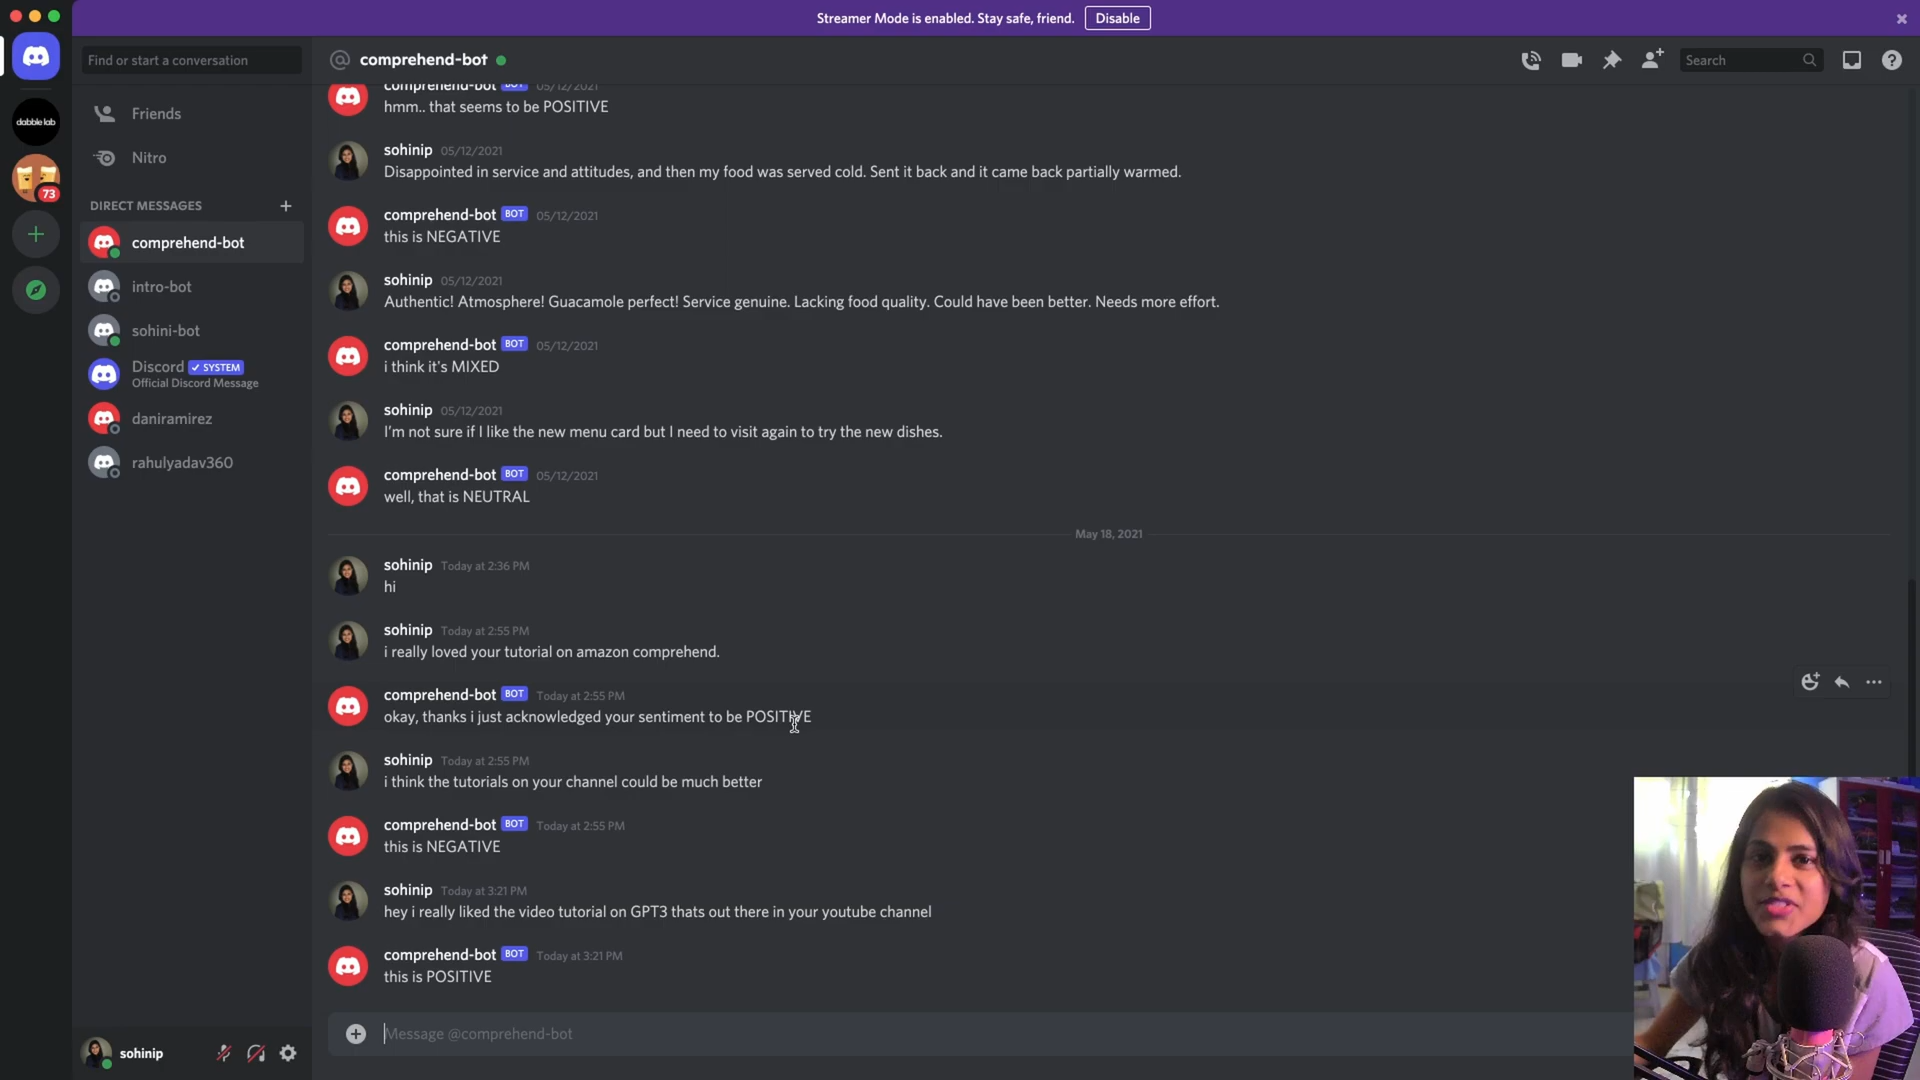 Streamer Mode is enabled. Stay safe, friend.
Disable
Find or start a conversation
comprehend-bot
Search
dabble lab
73
Friends
Nitro
DIRECT MESSAGES
comprehend-bot
intro-bot
sohini-bot
Discord SYSTEM
Official Discord Message
daniramirez
rahulyadav360
sohinip
comprehend-bot BOT 05/12/2021
hmm.. that seems to be POSITIVE
sohinip 05/12/2021
Disappointed in service and attitudes, and then my food was served cold. Sent it back and it came back partially warmed.
comprehend-bot BOT 05/12/2021
this is NEGATIVE
sohinip 05/12/2021
Authentic! Atmosphere! Guacamole perfect! Service genuine. Lacking food quality. Could have been better. Needs more effort.
comprehend-bot BOT 05/12/2021
i think it's MIXED
sohinip 05/12/2021
I'm not sure if I like the new menu card but I need to visit again to try the new dishes.
comprehend-bot BOT 05/12/2021
well, that is NEUTRAL
May 18, 2021
sohinip Today at 2:36 PM
hi
sohinip Today at 2:55 PM
i really loved your tutorial on amazon comprehend.
comprehend-bot BOT Today at 2:55 PM
okay, thanks i just acknowledged your sentiment to be POSITIVE
sohinip Today at 2:55 PM
i think the tutorials on your channel could be much better
comprehend-bot BOT Today at 2:55 PM
this is NEGATIVE
sohinip Today at 3:21 PM
hey i really liked the video tutorial on GPT3 thats out there in your youtube channel
comprehend-bot BOT Today at 3:21 PM
this is POSITIVE
Message @comprehend-bot